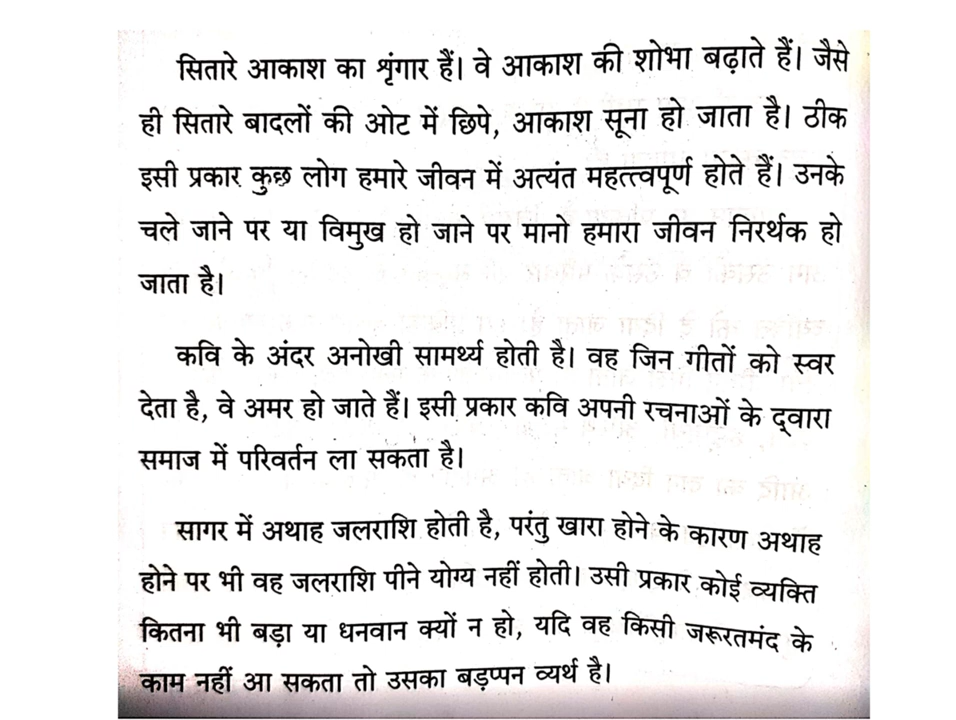 सितारे आकाश का शृंगार हैं। वे आकाश की शोभा बढ़ाते हैं। जैसे
ही सितारे बादलों की ओट में छिपे, आकाश सूना हो जाता है। ठीक
इसी प्रकार कुछ लोग हमारे जीवन में अत्यंत महत्त्वपूर्ण होते हैं। उनके
चले जाने पर या विमुख हो जाने पर मानो हमारा जीवन निरर्थक हो
जाता है।
कवि के अंदर अनोखी सामर्थ्य होती है। वह जिन गीतों को स्वर
देता है, वे अमर हो जाते हैं। इसी प्रकार कवि अपनी रचनाओं के द्‌वारा
समाज में परिवर्तन ला सकता है।
सागर में अथाह जलराशि होती है, परंतु खारा होने के कारण अथाह
होने पर भी वह जलराशि पीने योग्य नहीं होती। उसी प्रकार कोई व्यक्ति
कितना भी बड़ा या धनवान क्यों न हो, यदि वह किसी जरूरतमंद के
काम नहीं आ सकता तो उसका बड़प्पन व्यर्थ है।